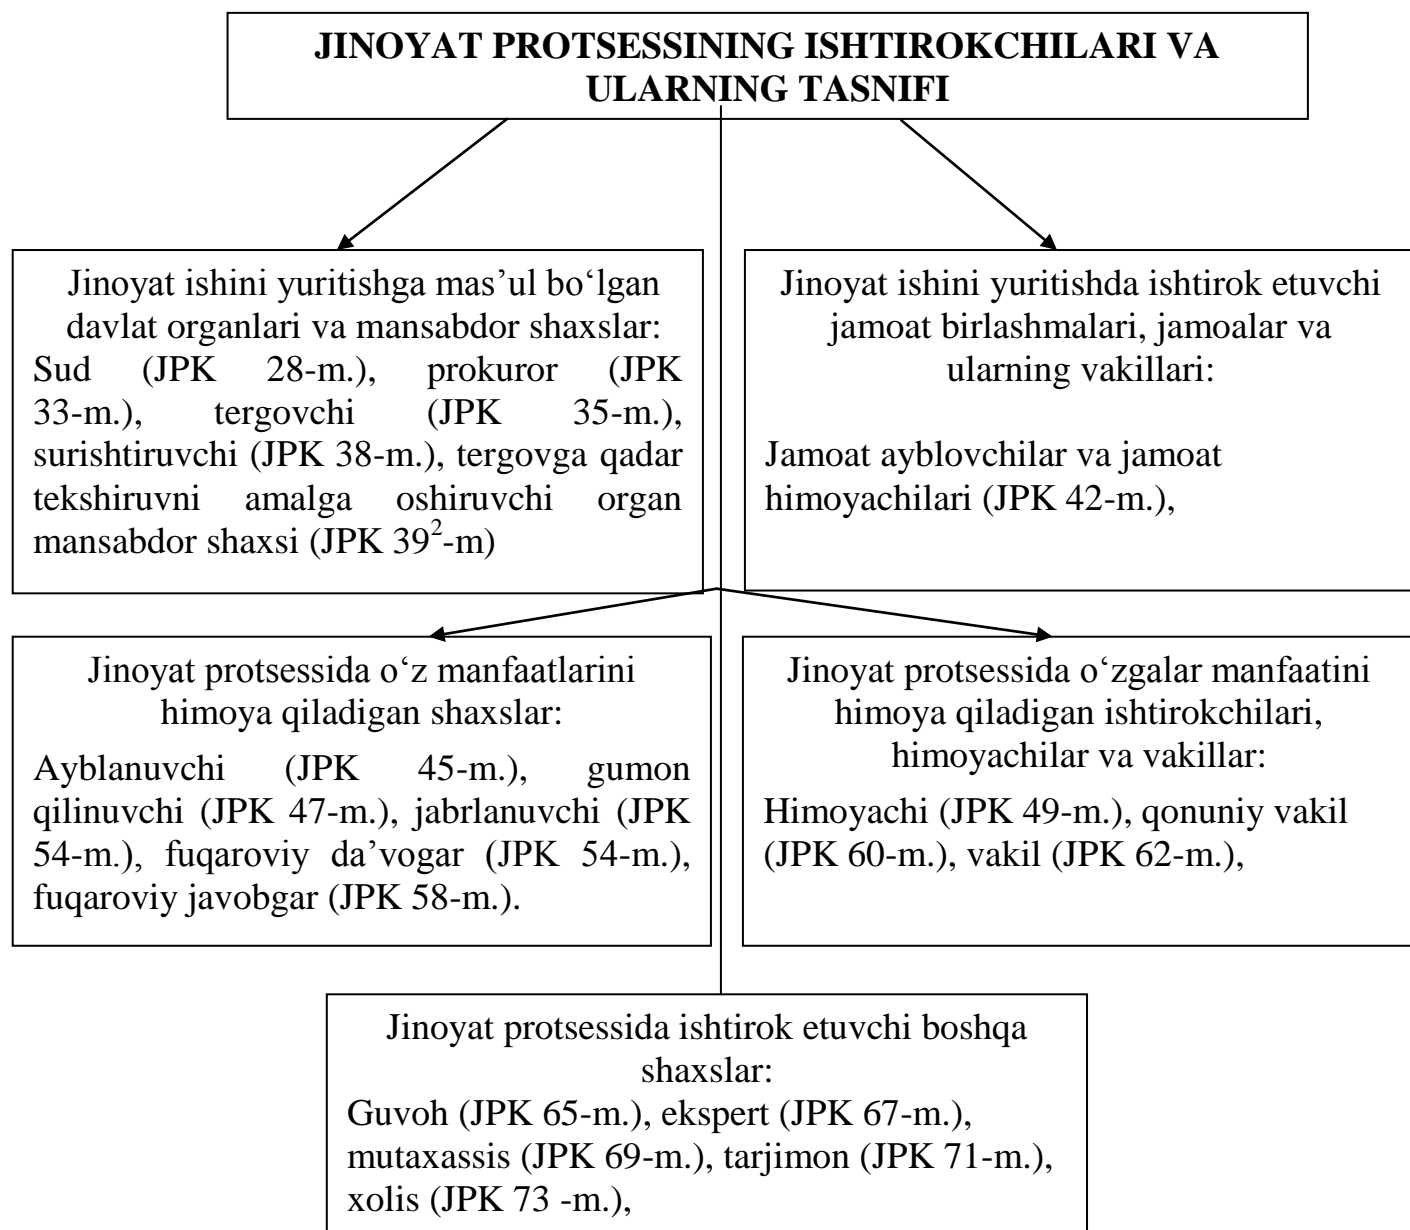 JINOYAT PROTSESSINING ISHTIROKCHILARI VA
ULARNING TASNIFI
Jinoyat ishini yuritishga mas’ul bo‘lgan
davlat organlari va mansabdor shaxslar:
Sud (JPK 28-m.), prokuror (JPK
33-m.), tergovchi (JPK 35-m.),
surishtiruvchi (JPK 38-m.), tergovga qadar
tekshiruvni amalga oshiruvchi organ
mansabdor shaxsi (JPK 39²-m)
Jinoyat ishini yuritishda ishtirok etuvchi
jamoat birlashmalari, jamoalar va
ularning vakillari:
Jamoat ayblovchilar va jamoat
himoyachilari (JPK 42-m.),
Jinoyat protsessida o‘z manfaatlarini
himoya qiladigan shaxslar:
Ayblanuvchi (JPK 45-m.), gumon
qilinuvchi (JPK 47-m.), jabrlanuvchi (JPK
54-m.), fuqaroviy da’vogar (JPK 54-m.),
fuqaroviy javobgar (JPK 58-m.).
Jinoyat protsessida o‘zgalar manfaatini
himoya qiladigan ishtirokchilari,
himoyachilar va vakillar:
Himoyachi (JPK 49-m.), qonuniy vakil
(JPK 60-m.), vakil (JPK 62-m.),
Jinoyat protsessida ishtirok etuvchi boshqa
shaxslar:
Guvoh (JPK 65-m.), ekspert (JPK 67-m.),
mutaxassis (JPK 69-m.), tarjimon (JPK 71-m.),
xolis (JPK 73 -m.),